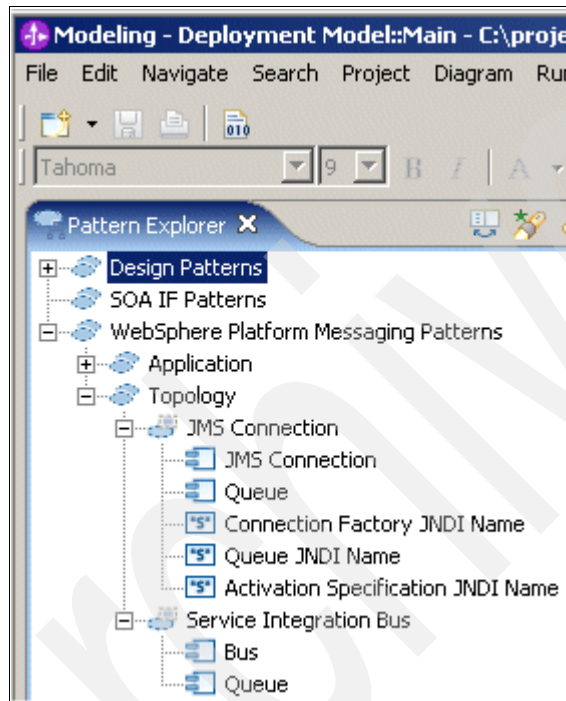 Modeling - Deployment Model::Main - C:\proje
File Edit Navigate Search Project Diagram Ru
010
Tahoma 9 B I A
Pattern Explorer
Design Patterns
SOA IF Patterns
WebSphere Platform Messaging Patterns
Application
Topology
JMS Connection
JMS Connection
Queue
"S" Connection Factory JNDI Name
"S" Queue JNDI Name
"S" Activation Specification JNDI Name
Service Integration Bus
Bus
Queue